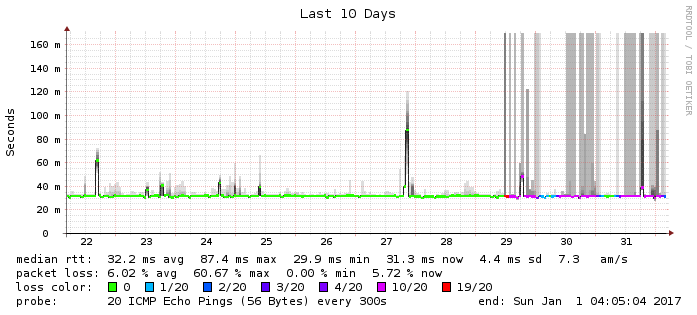 Last 10 Days
RRDTOOL / TOBI OETIKER
Seconds
160 m
140 m
120 m
100 m
80 m
60 m
40 m
20 m
0
22 23 24 25 26 27 28 29 30 31
median rtt: 32.2 ms avg 87.4 ms max 29.9 ms min 31.3 ms now 4.4 ms sd 7.3 am/s
packet loss: 6.02 % avg 60.67 % max 0.00 % min 5.72 % now
loss color: 0 1/20 2/20 3/20 4/20 10/20 19/20
probe: 20 ICMP Echo Pings (56 Bytes) every 300s end: Sun Jan 1 04:05:04 2017